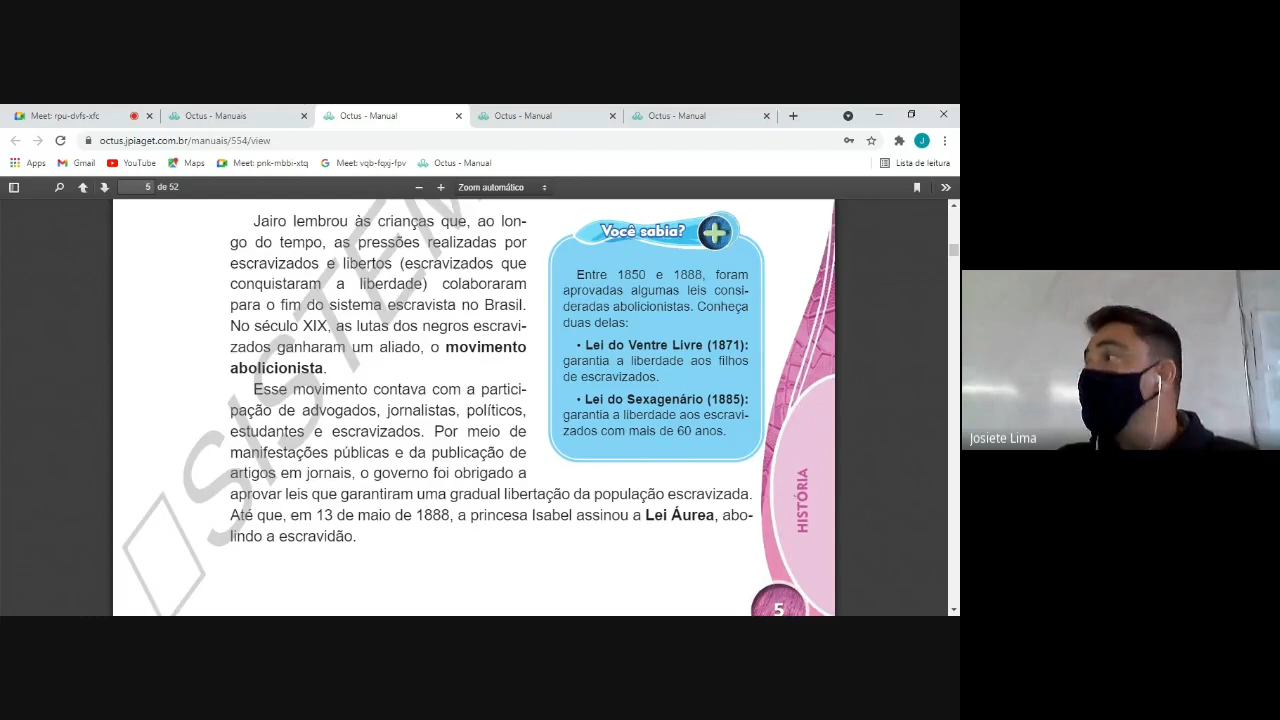 Meet: rpu-dvfs-xfc
Octus - Manuais
Octus - Manual
Octus - Manual
Octus - Manual
octus.jpiaget.com.br/manuais/554/view
Apps
Gmail
YouTube
Maps
Meet: pnk-mbbi-xtq
Meet: vqb-fqxj-fpv
Octus - Manual
Lista de leitura
5 de 52
Zoom automático
Jairo lembrou às crianças que, ao lon-
go do tempo, as pressões realizadas por
escravizados e libertos (escravizados que
conquistaram a liberdade) colaboraram
para o fim do sistema escravista no Brasil.
No século XIX, as lutas dos negros escravi-
zados ganharam um aliado, o movimento
abolicionista.
Esse movimento contava com a partici-
pação de advogados, jornalistas, políticos,
estudantes e escravizados. Por meio de
manifestações públicas e da publicação de
artigos em jornais, o governo foi obrigado a
aprovar leis que garantiram uma gradual libertação da população escravizada.
Até que, em 13 de maio de 1888, a princesa Isabel assinou a Lei Áurea, abo-
lindo a escravidão.
Você sabia?
Entre 1850 e 1888, foram
aprovadas algumas leis consi-
deradas abolicionistas. Conheça
duas delas:
• Lei do Ventre Livre (1871):
garantia a liberdade aos filhos
de escravizados.
• Lei do Sexagenário (1885):
garantia a liberdade aos escravi-
zados com mais de 60 anos.
HISTÓRIA
5
SISTEM
J
Josiete Lima